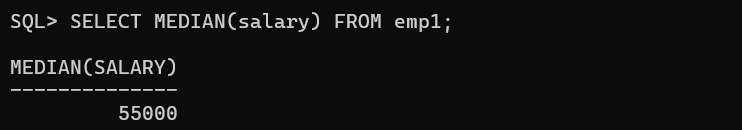 SQL> SELECT MEDIAN(salary) FROM emp1;
MEDIAN(SALARY)
--------------
55000